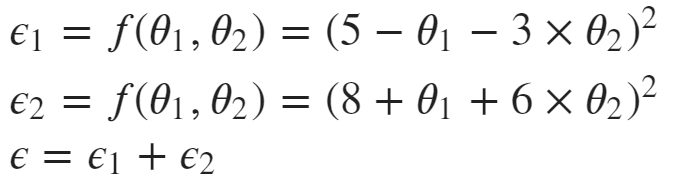 ϵ₁ = f(θ₁, θ₂) = (5 − θ₁ − 3 × θ₂)²
ϵ₂ = f(θ₁, θ₂) = (8 + θ₁ + 6 × θ₂)²
ϵ = ϵ₁ + ϵ₂